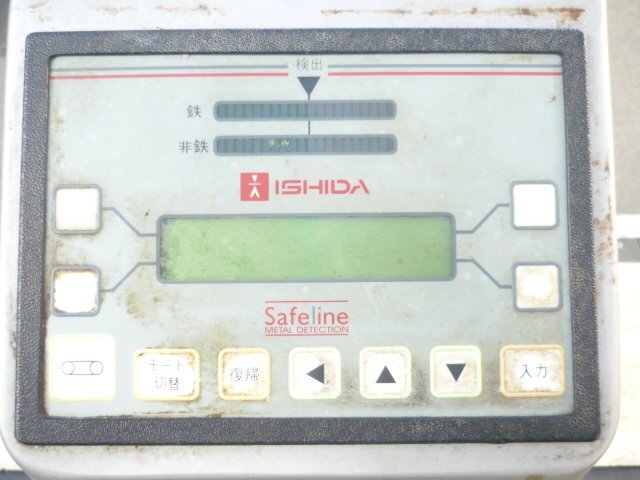 検出
鉄
非鉄
ISHIDA
Safeline
METAL DETECTION
モード
切替
復帰
入力